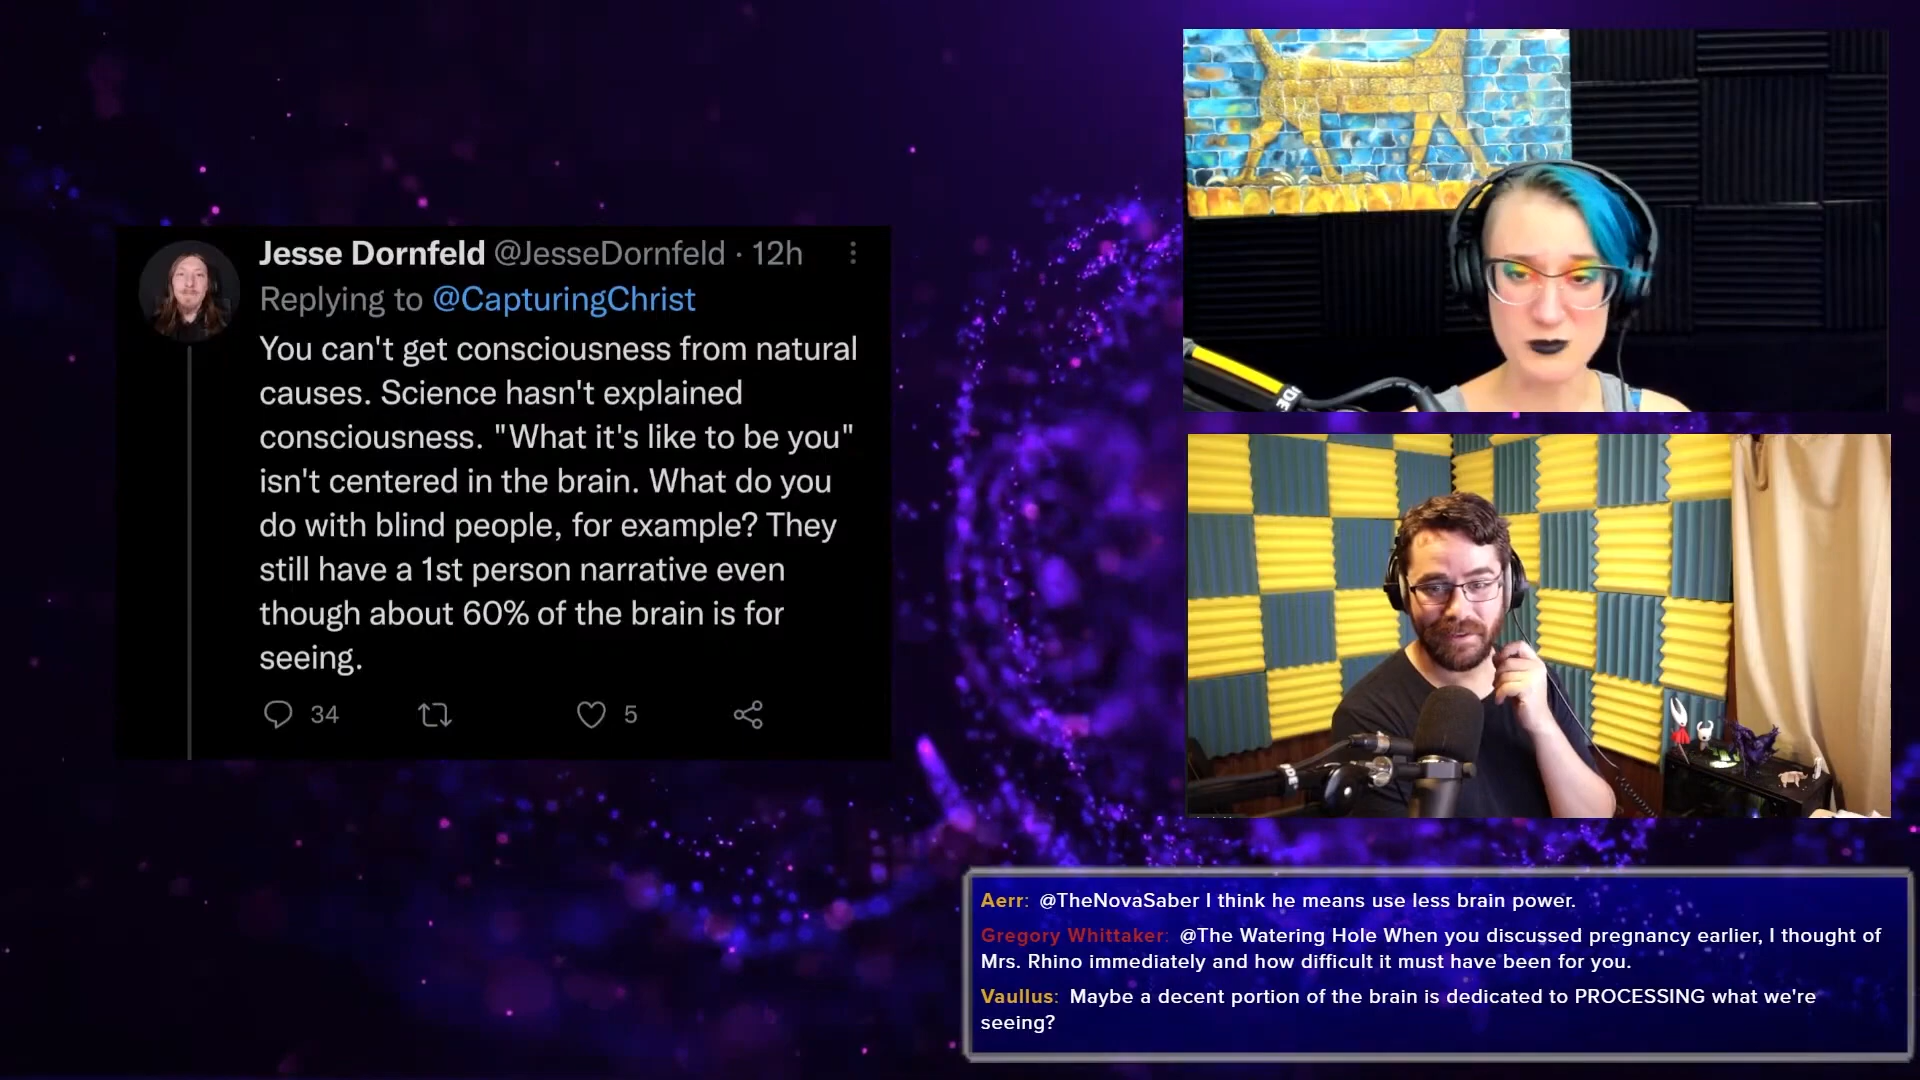 Jesse Dornfeld @JesseDornfeld · 12h
Replying to @CapturingChrist
You can't get consciousness from natural
causes. Science hasn't explained
consciousness. "What it's like to be you"
isn't centered in the brain. What do you
do with blind people, for example? They
still have a 1st person narrative even
though about 60% of the brain is for
seeing.
34 5
Aerr: @TheNovaSaber I think he means use less brain power.
Gregory Whittaker: @The Watering Hole When you discussed pregnancy earlier, I thought of
Mrs. Rhino immediately and how difficult it must have been for you.
Vaullus: Maybe a decent portion of the brain is dedicated to PROCESSING what we're
seeing?